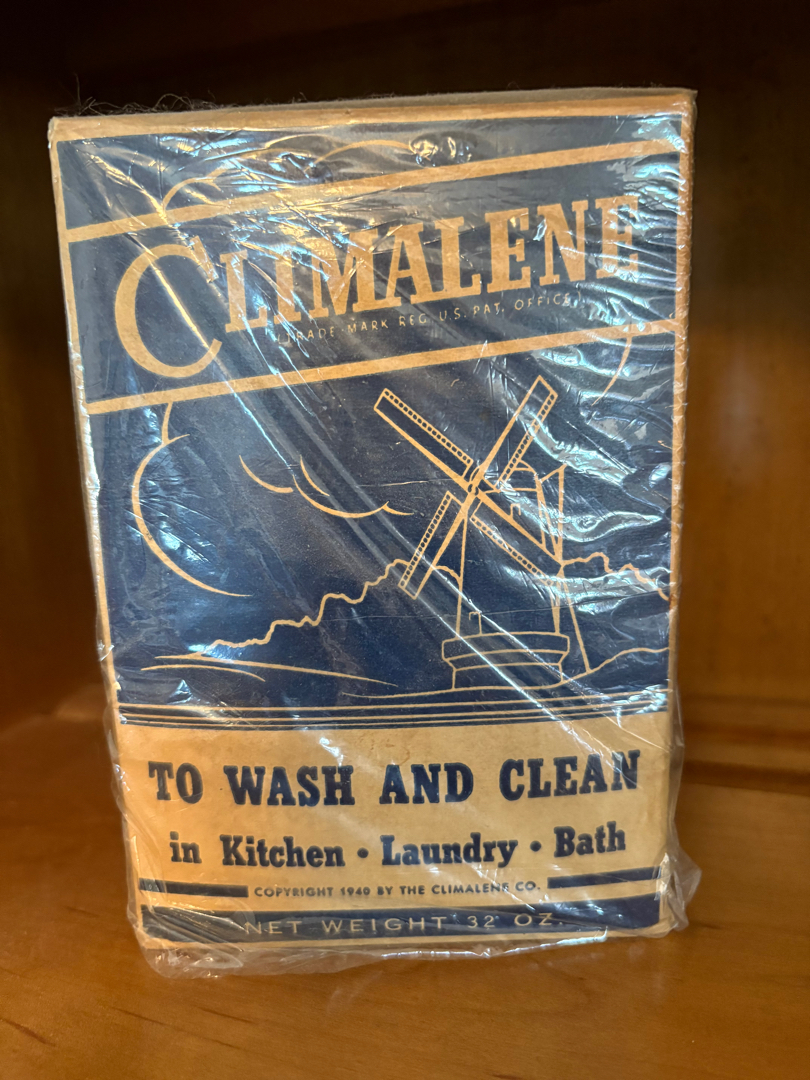 CLIMALENE
TRADE-MARK REG U.S. PAT. OFFICE
TO WASH AND CLEAN
in Kitchen • Laundry • Bath
COPYRIGHT 1940 BY THE CLIMALENE CO.
NET WEIGHT 32 OZ.